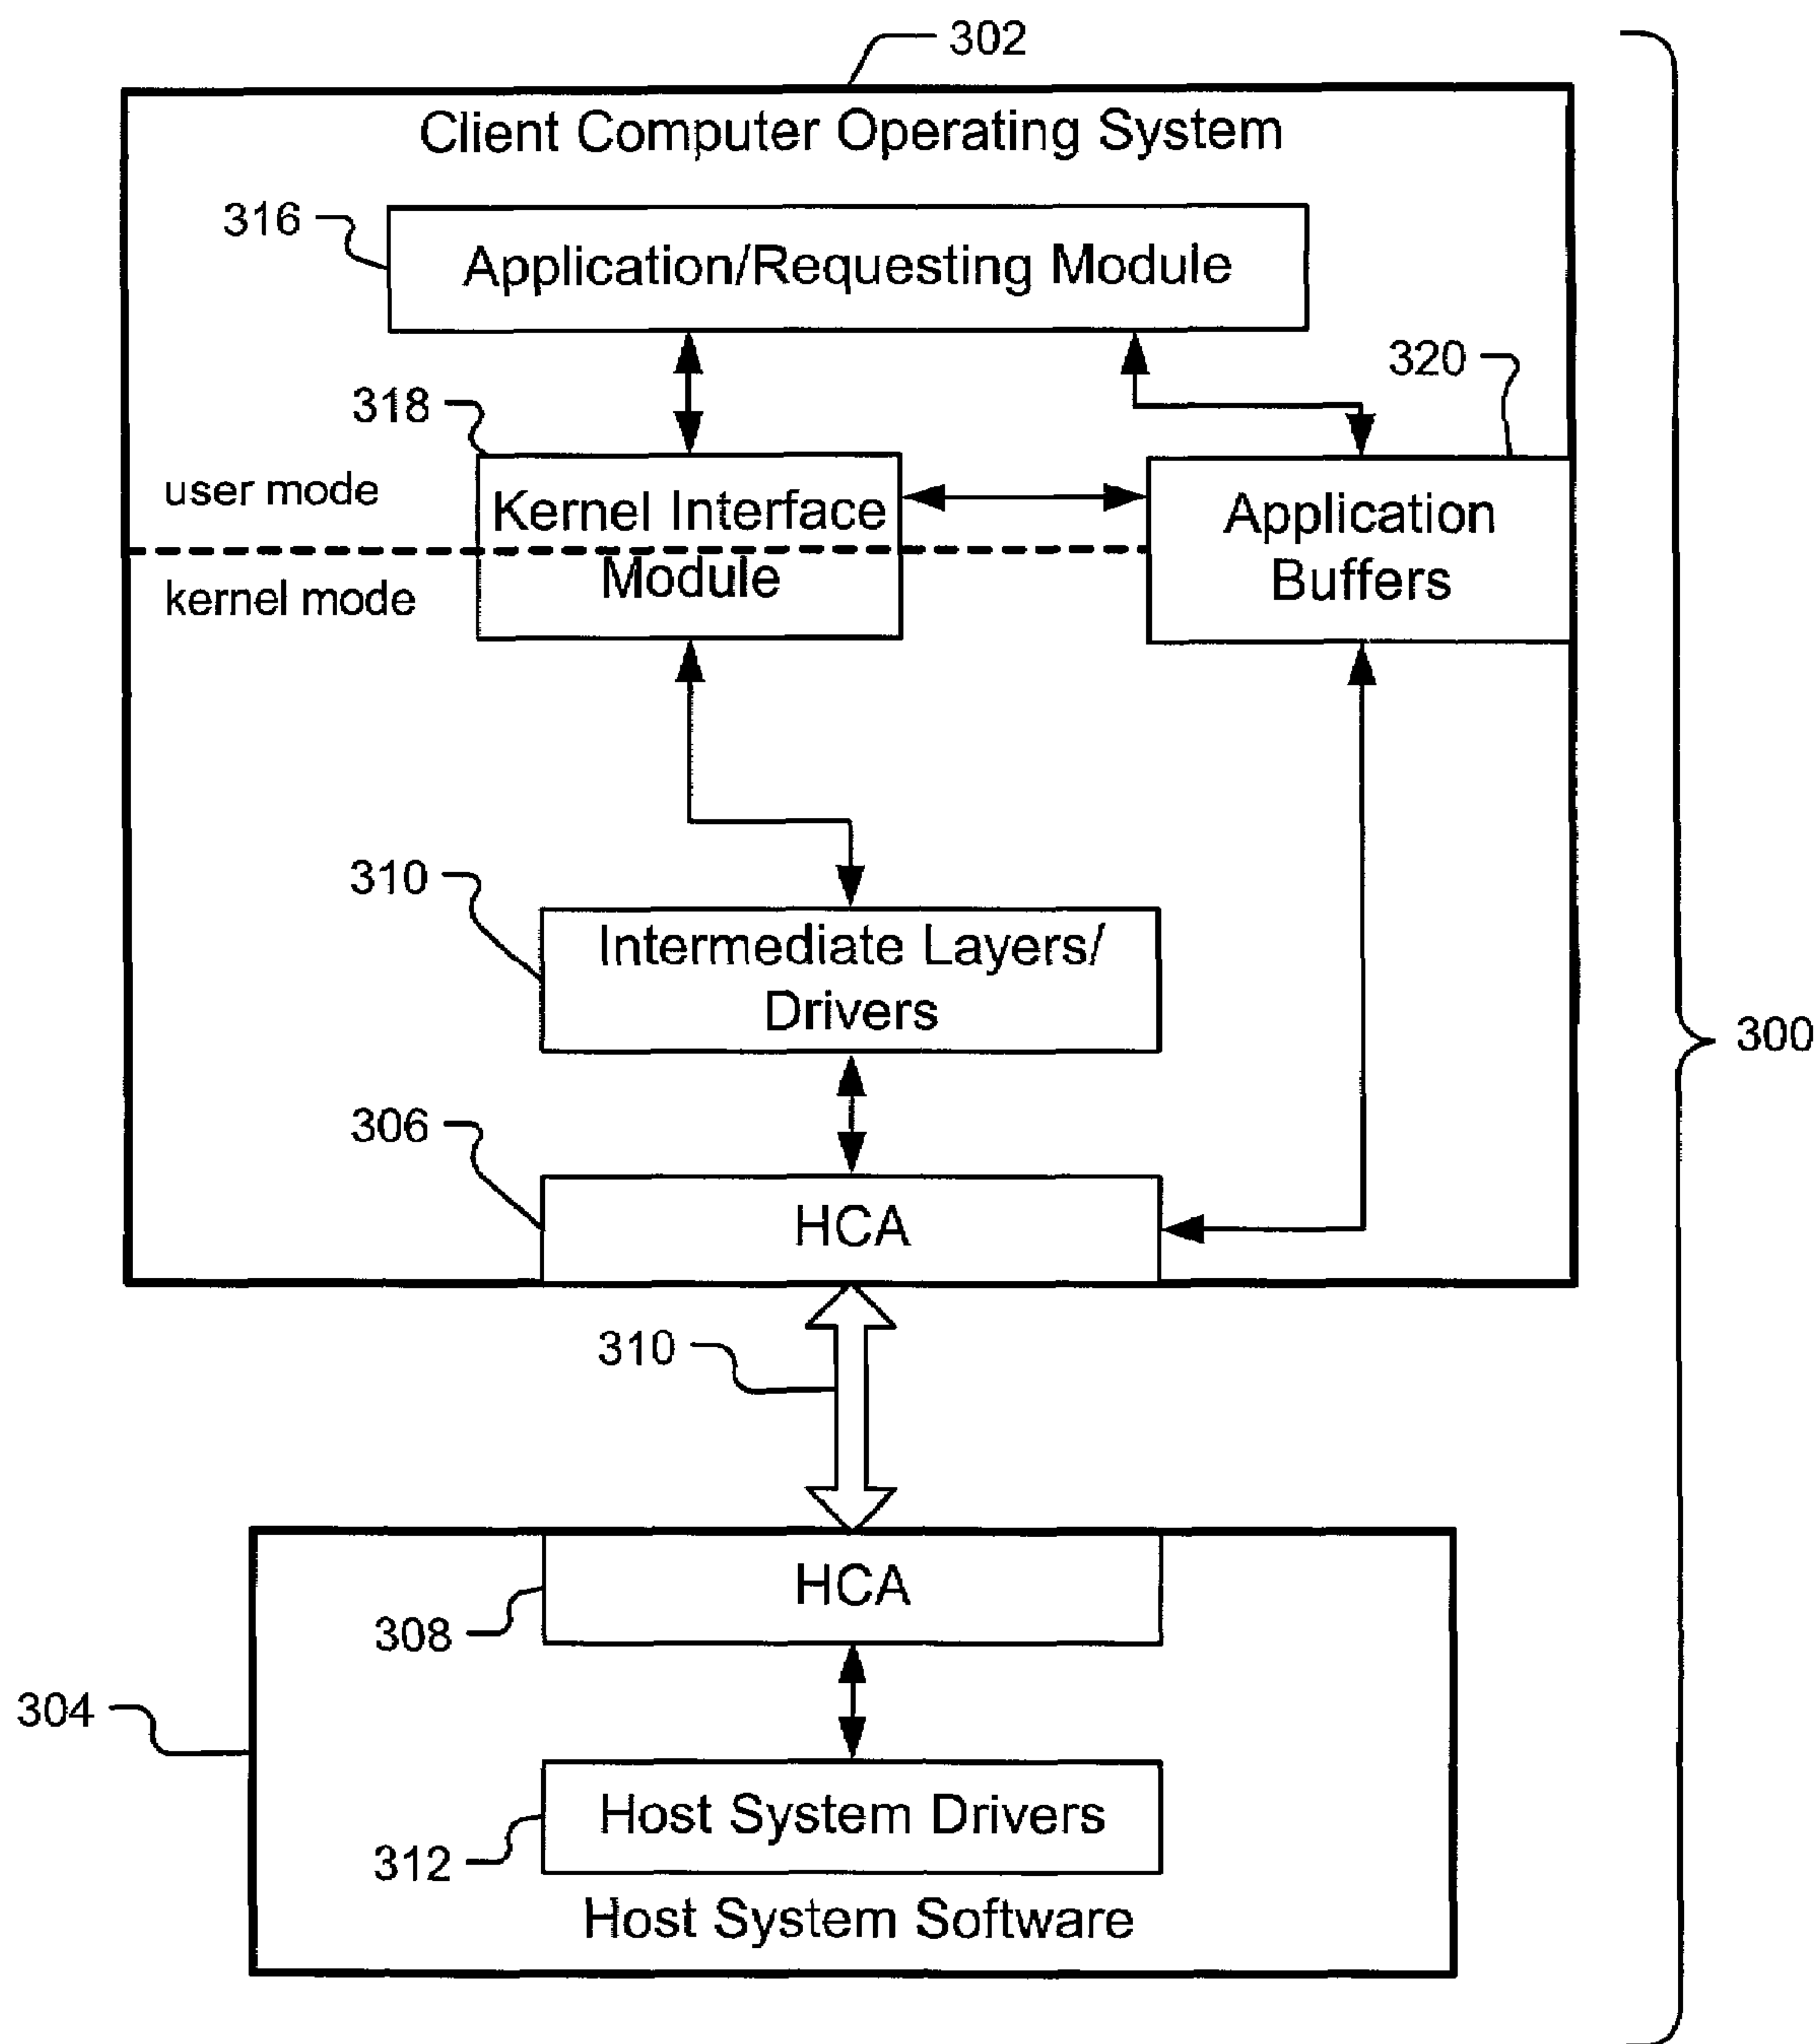 302
Client Computer Operating System
316
Application/Requesting Module
320
318
user mode
Kernel Interface
Module
Application
Buffers
kernel mode
310
Intermediate Layers/
Drivers
300
306
HCA
310
HCA
308
304
Host System Drivers
312
Host System Software